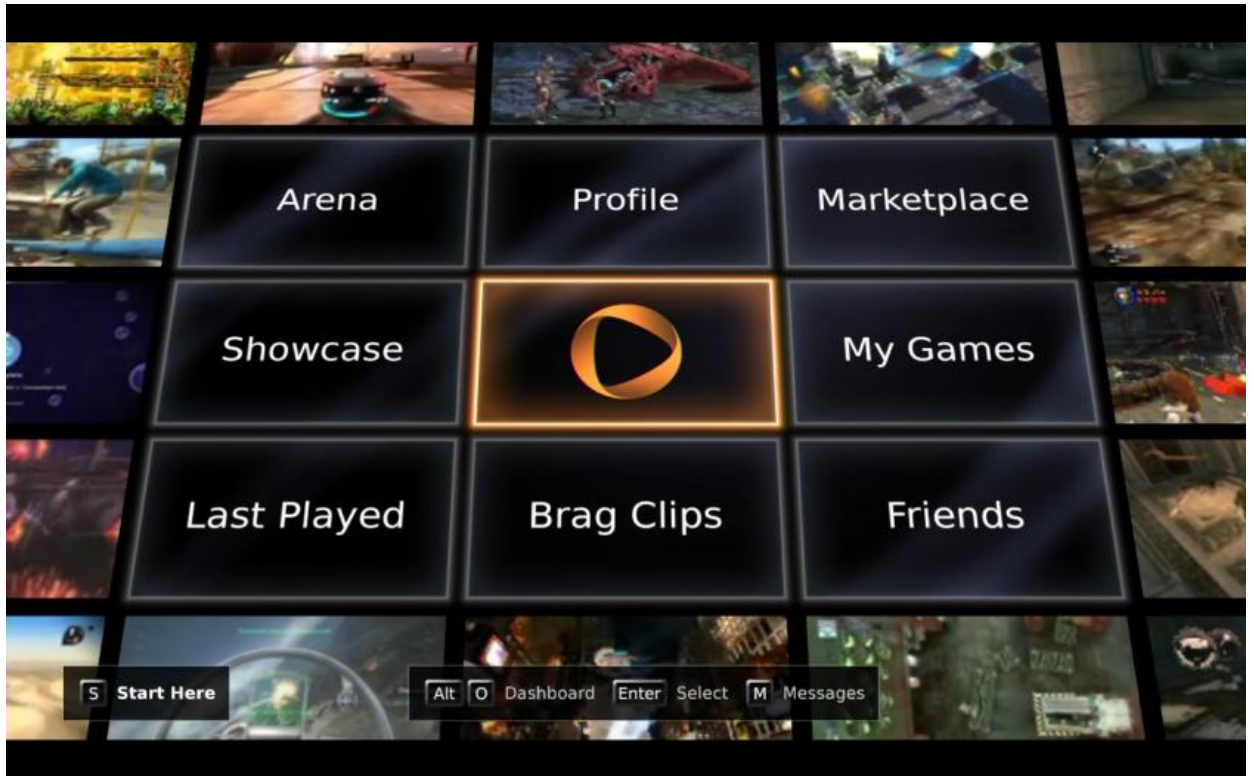 Arena
Profile
Marketplace
Showcase
My Games
Last Played
Brag Clips
Friends
S Start Here
Alt O Dashboard Enter Select M Messages